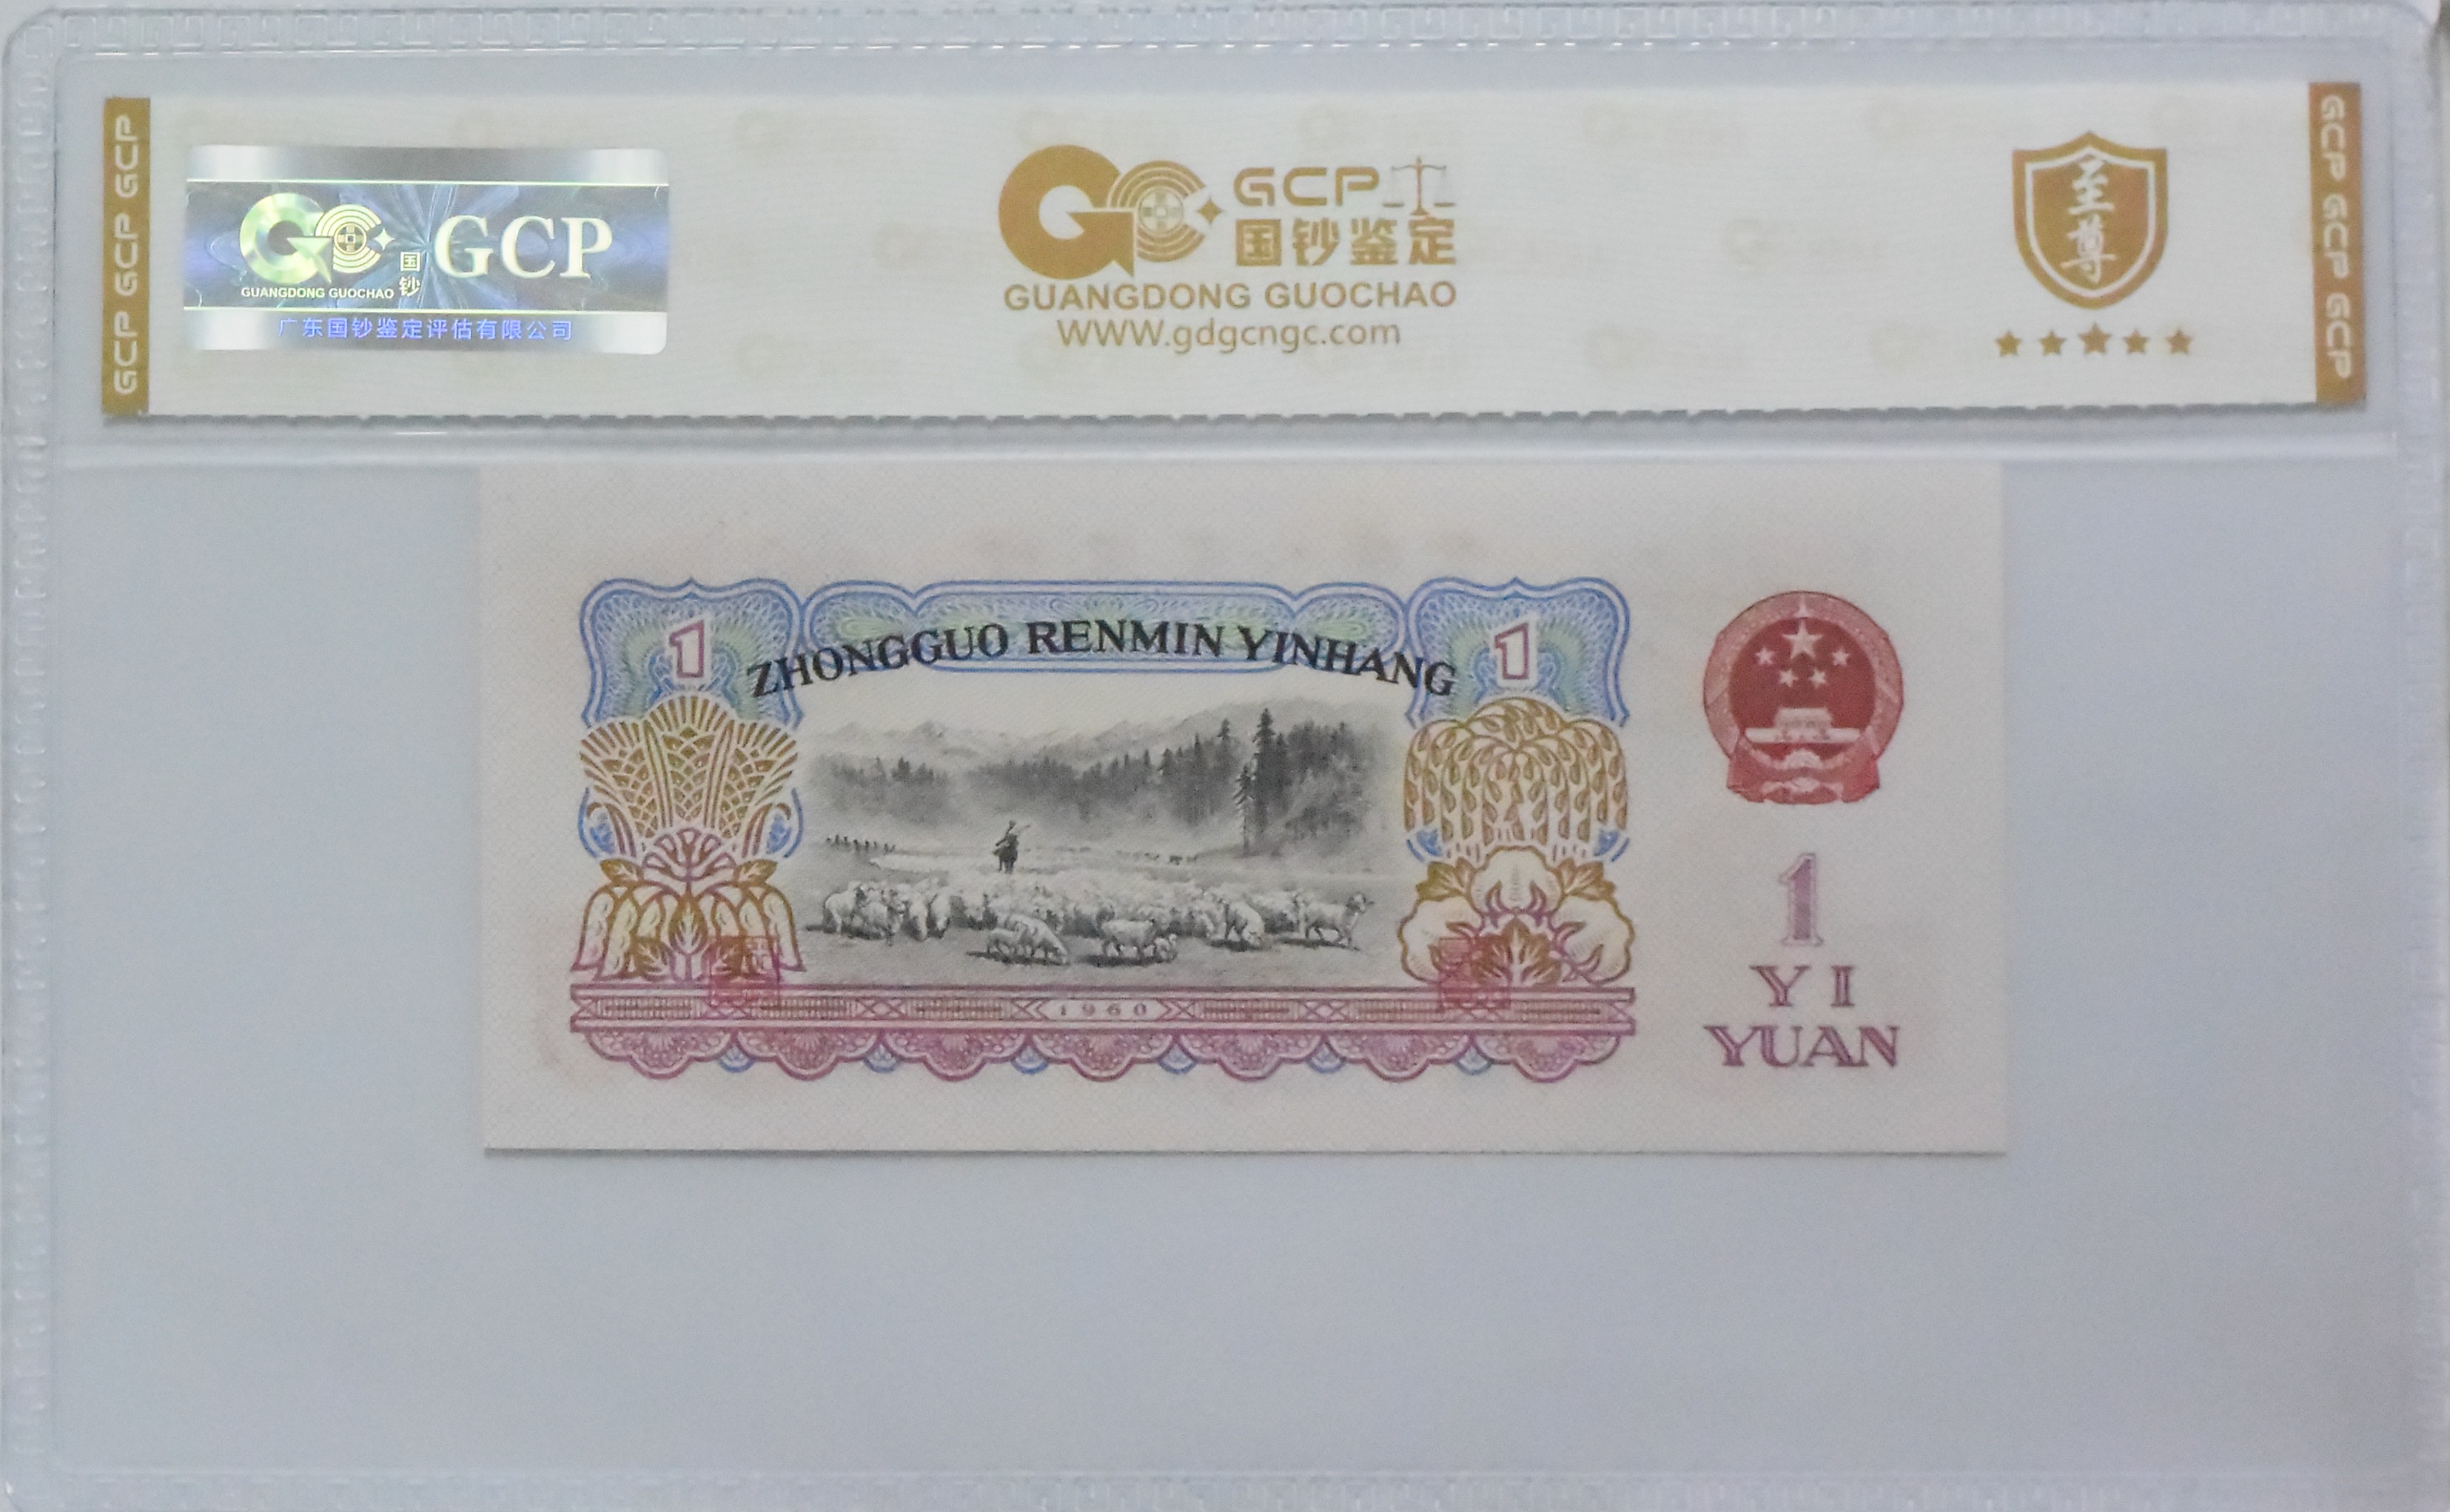 GCP GCP GCP
GCP
国钞
GUANGDONG GUOCHAO
广东国钞鉴定评估有限公司
GCP
国钞鉴定
GUANGDONG GUOCHAO
WWW.gdgcngc.com
至尊
GCP GCP GCP
1
ZHONGGUO RENMIN YINHANG
1
1960
1
YI
YUAN